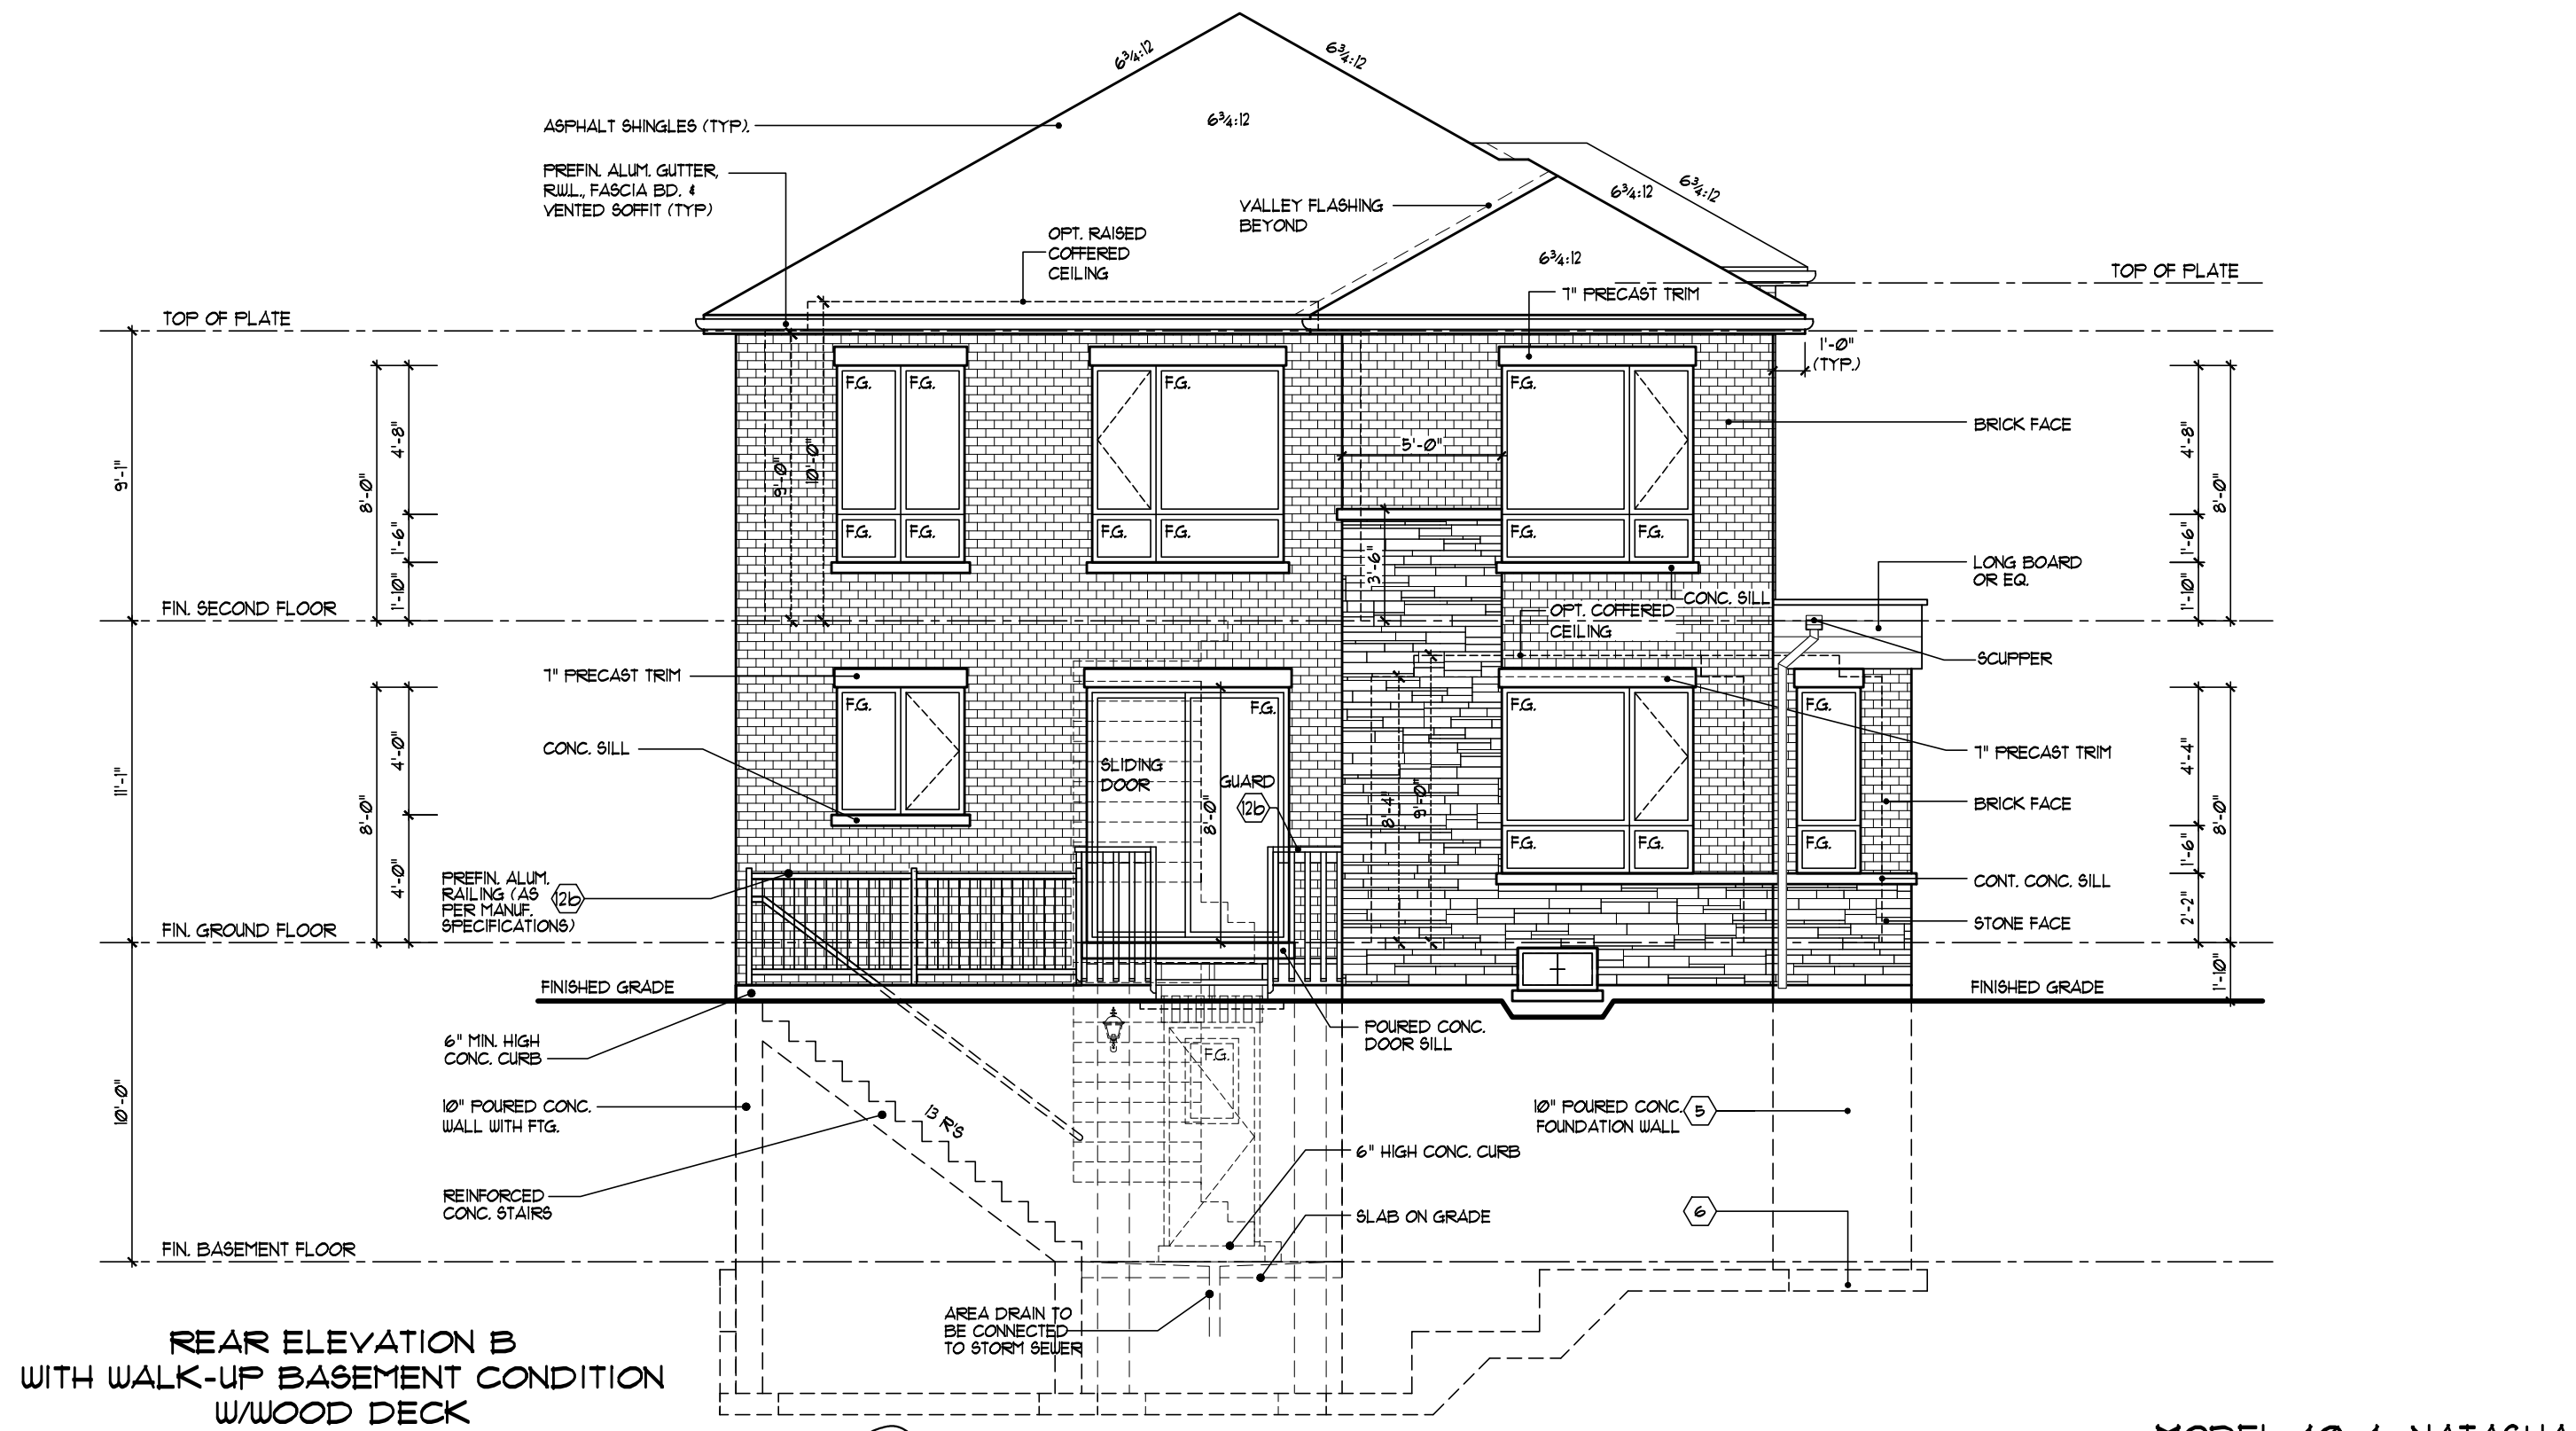 6¾:12
6¾:12
6¾:12
ASPHALT SHINGLES (TYP).
PREFIN. ALUM. GUTTER,
R.W.L., FASCIA BD. &
VENTED SOFFIT (TYP)
6¾:12
6¾:12
VALLEY FLASHING
BEYOND
OPT. RAISED
COFFERED
CEILING
6¾:12
TOP OF PLATE
7" PRECAST TRIM
TOP OF PLATE
1'-0"
(TYP.)
F.G.
F.G.
F.G.
F.G.
BRICK FACE
4'-8"
4'-8"
9'-1"
8'-0"
9'-0"
10'-0"
5'-0"
8'-0"
1'-6"
F.G.
F.G.
F.G.
F.G.
F.G.
F.G.
1'-6"
3'-6"
LONG BOARD
OR EQ.
1'-10"
1'-10"
CONC. SILL
FIN. SECOND FLOOR
OPT. COFFERED
CEILING
SCUPPER
7" PRECAST TRIM
F.G.
F.G.
F.G.
F.G.
CONC. SILL
4'-0"
SLIDING
DOOR
GUARD
12b
7" PRECAST TRIM
4'-4"
11'-1"
8'-0"
8'-0"
8'-4"
9'-0"
BRICK FACE
8'-0"
F.G.
F.G.
F.G.
1'-6"
4'-0"
PREFIN. ALUM.
RAILING (AS
PER MANUF.
SPECIFICATIONS)
12b
CONT. CONC. SILL
2'-2"
STONE FACE
FIN. GROUND FLOOR
1'-10"
FINISHED GRADE
FINISHED GRADE
6" MIN. HIGH
CONC. CURB
POURED CONC.
DOOR SILL
F.G.
10'-0"
10" POURED CONC.
WALL WITH FTG.
13 R'S
10" POURED CONC.
FOUNDATION WALL
5
6" HIGH CONC. CURB
REINFORCED
CONC. STAIRS
SLAB ON GRADE
6
FIN. BASEMENT FLOOR
AREA DRAIN TO
BE CONNECTED
TO STORM SEWER
REAR ELEVATION B
WITH WALK-UP BASEMENT CONDITION
W/WOOD DECK